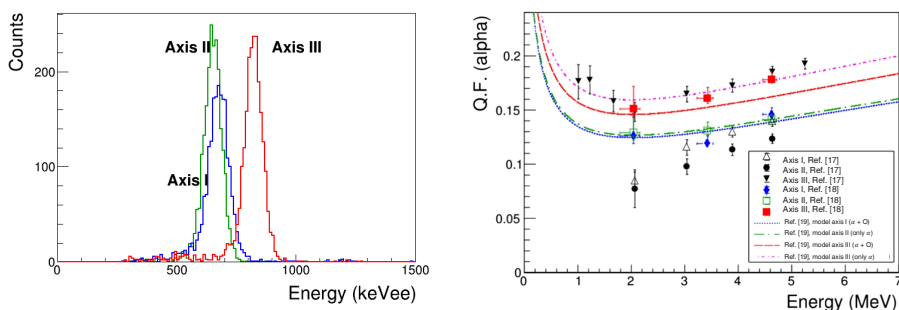 Counts
200
100
0
Axis II
Axis III
Axis I
0
500
1000
1500
Energy (keVee)
Q.F. (alpha)
0.2
0.15
0.1
0.05
0
Axis I, Ref. [17]
Axis II, Ref. [17]
Axis III, Ref. [17]
Axis I, Ref. [18]
Axis II, Ref. [18]
Axis III, Ref. [18]
Ref. [19], model axis I (α + O)
Ref. [19], model axis II (only α)
Ref. [19], model axis III (α + O)
Ref. [19], model axis III (only α)
0 1 2 3 4 5 6 7
Energy (MeV)